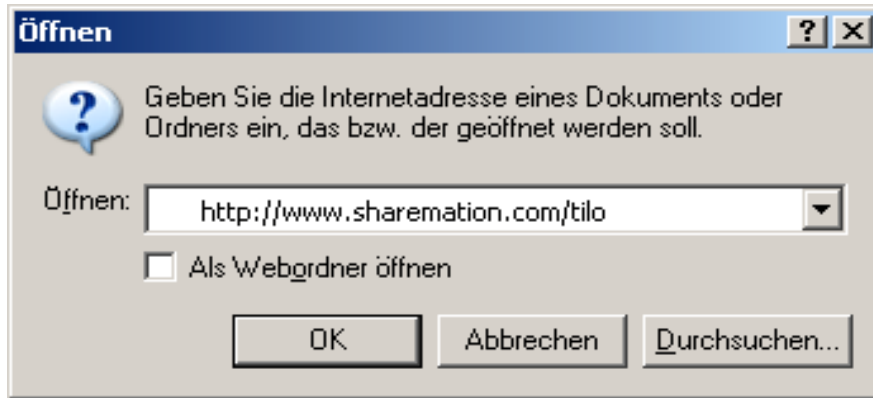 Öffnen
Geben Sie die Internetadresse eines Dokuments oder
Ordners ein, das bzw. der geöffnet werden soll.
Öffnen: http://www.sharemation.com/tilo
Als Webordner öffnen
OK Abbrechen Durchsuchen...